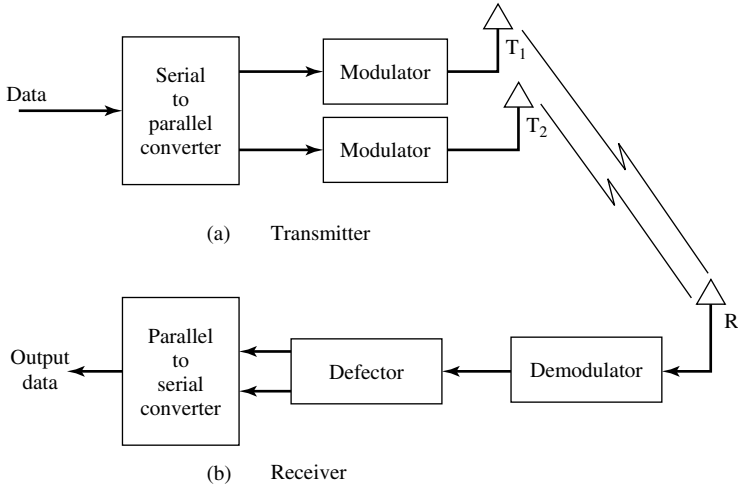 Data
Serial
to
parallel
converter
Modulator
T1
Modulator
T2
(a) Transmitter
R
Output
data
Parallel
to
serial
converter
Defector
Demodulator
(b) Receiver